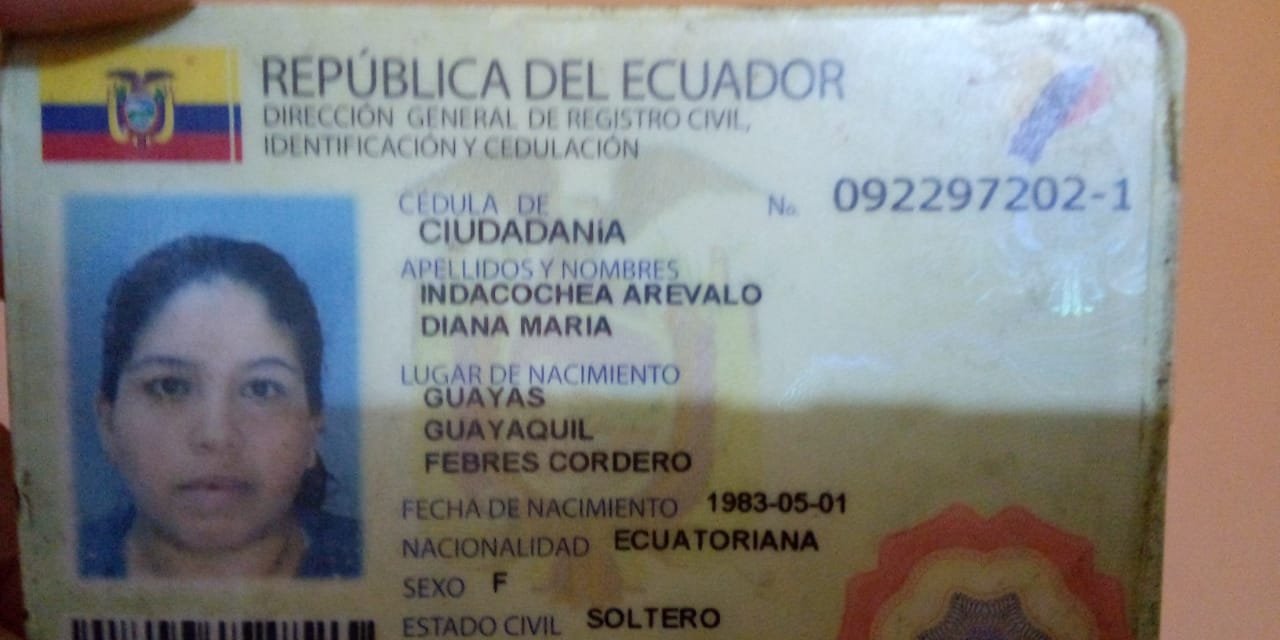 REPÚBLICA DEL ECUADOR
DIRECCIÓN GENERAL DE REGISTRO CIVIL,
IDENTIFICACIÓN Y CEDULACIÓN
CÉDULA DE No. 092297202-1
CIUDADANÍA
APELLIDOS Y NOMBRES
INDACOCHEA AREVALO
DIANA MARIA
LUGAR DE NACIMIENTO
GUAYAS
GUAYAQUIL
FEBRES CORDERO
FECHA DE NACIMIENTO 1983-05-01
NACIONALIDAD ECUATORIANA
SEXO F
ESTADO CIVIL SOLTERO